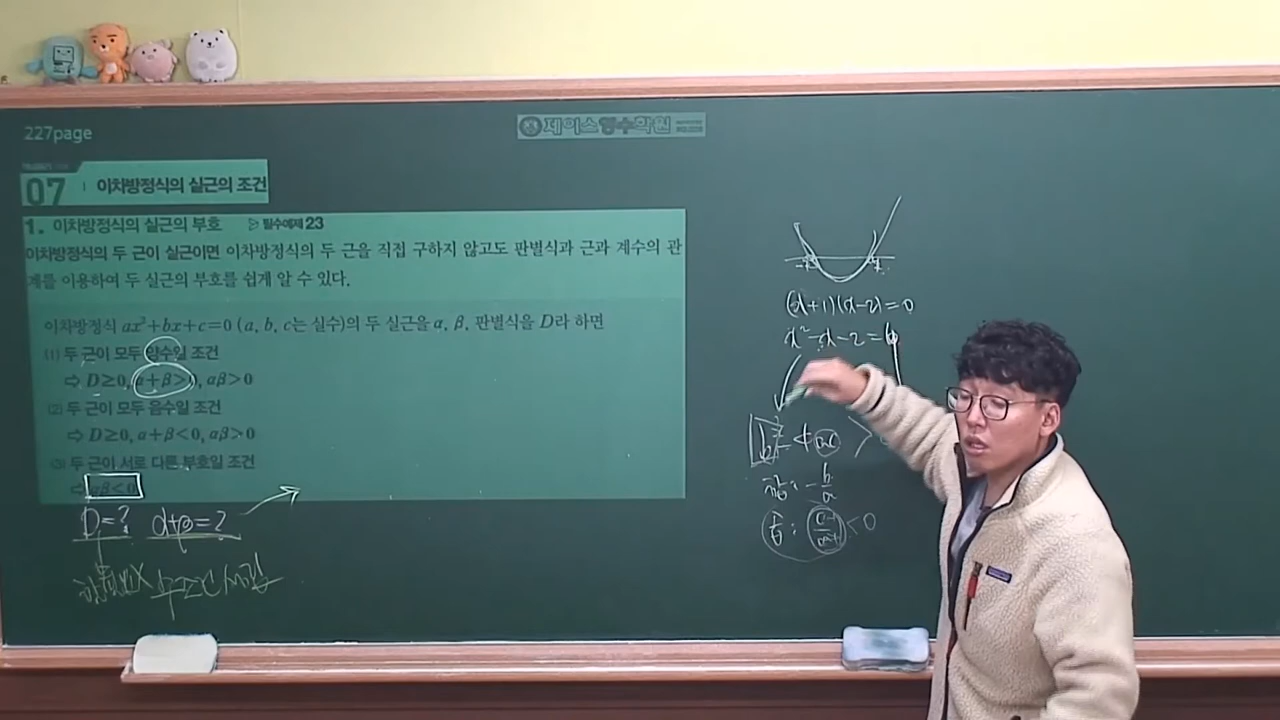 227page
제이스영수학원
07 이차방정식의 실근의 조건
1. 이차방정식의 실근의 부호 ▷ 필수예제 23
이차방정식의 두 근이 실근이면 이차방정식의 두 근을 직접 구하지 않고도 판별식과 근과 계수의 관
계를 이용하여 두 실근의 부호를 쉽게 알 수 있다.
이차방정식 ax²+bx+c=0 (a, b, c는 실수)의 두 실근을 α, β, 판별식을 D라 하면
(1) 두 근이 모두 양수일 조건
⇨ D≥0, α+β>0, αβ>0
(2) 두 근이 모두 음수일 조건
⇨ D≥0, α+β<0, αβ>0
(3) 두 근이 서로 다른 부호일 조건
⇨ αβ<0
D=? α+β=?
(x+1)(x-2)=0
x²-x-2=0
합: -b/a